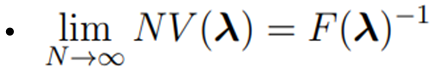 • lim_{N→∞} NV(λ) = F(λ)⁻¹